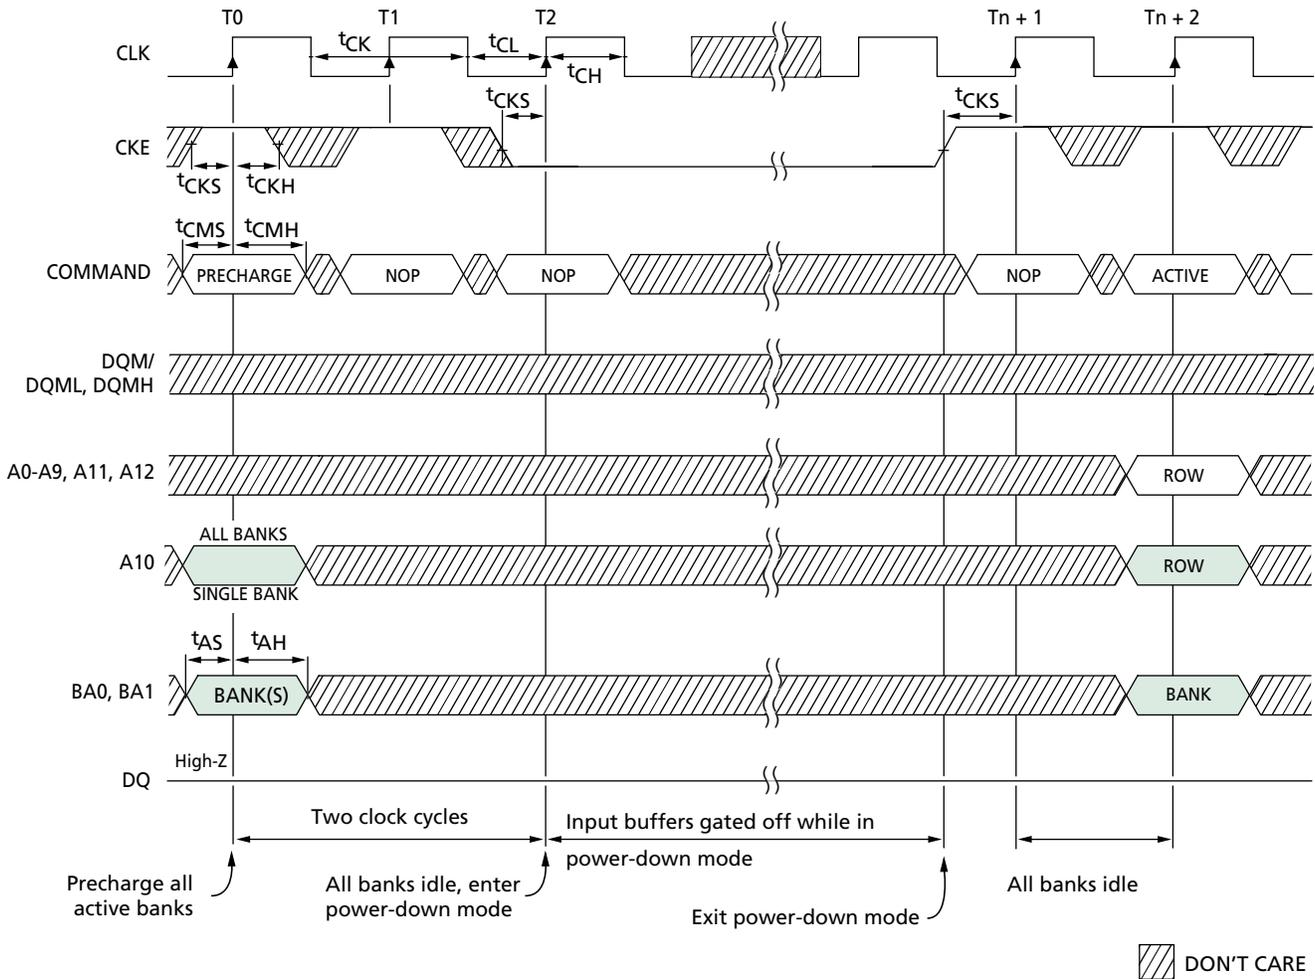 T0 T1 T2 Tn + 1 Tn + 2
CLK
tCK tCL
tCH
tCKS tCKS
CKE
tCKS tCKH
tCMS tCMH
COMMAND PRECHARGE NOP NOP NOP ACTIVE
DQM/
DQML, DQMH
A0-A9, A11, A12 ROW
ALL BANKS
A10 ROW
SINGLE BANK
tAS tAH
BA0, BA1 BANK(S) BANK
High-Z
DQ
Two clock cycles
Input buffers gated off while in
power-down mode
Precharge all
active banks
All banks idle, enter
power-down mode
Exit power-down mode
All banks idle
DON'T CARE